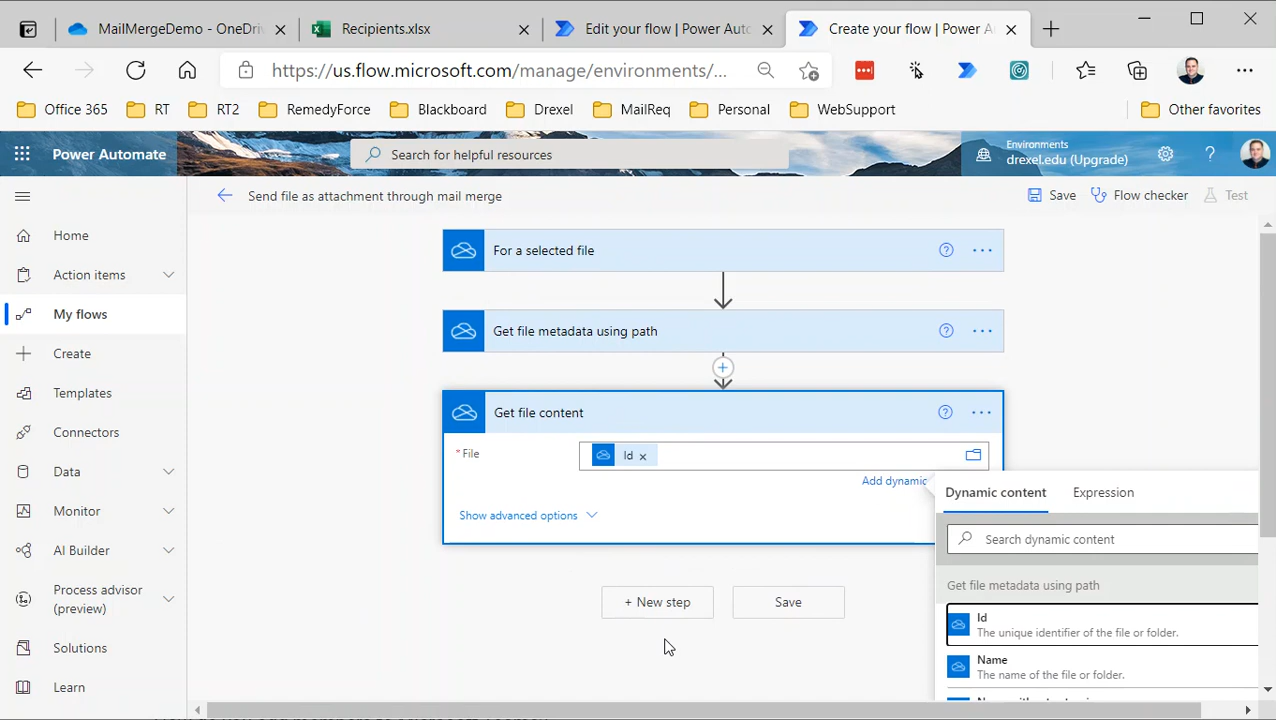 MailMergeDemo - OneDriv
Recipients.xlsx
Edit your flow | Power Auto
Create your flow | Power A
https://us.flow.microsoft.com/manage/environments/...
Office 365
RT
RT2
RemedyForce
Blackboard
Drexel
MailReq
Personal
WebSupport
Other favorites
Power Automate
Search for helpful resources
Environments
drexel.edu (Upgrade)
Send file as attachment through mail merge
Save
Flow checker
Test
Home
Action items
My flows
Create
Templates
Connectors
Data
Monitor
AI Builder
Process advisor
(preview)
Solutions
Learn
For a selected file
Get file metadata using path
Get file content
* File
Id
Add dynamic
Show advanced options
+ New step
Save
Dynamic content
Expression
Search dynamic content
Get file metadata using path
Id
The unique identifier of the file or folder.
Name
The name of the file or folder.